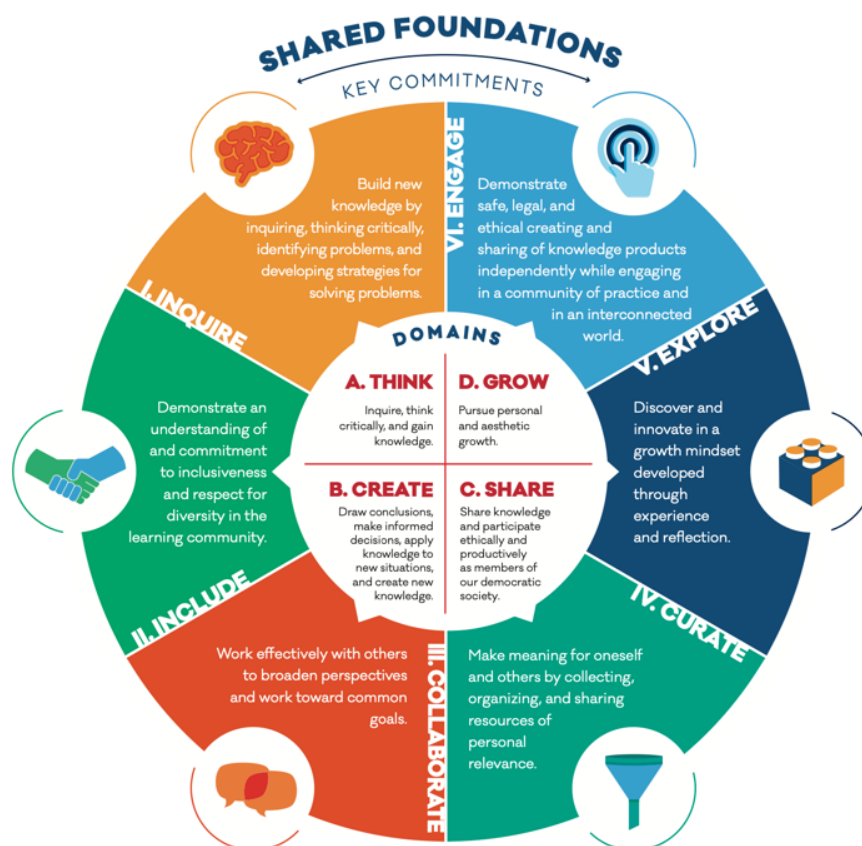 SHARED FOUNDATIONS
KEY COMMITMENTS
I. INQUIRE
Build new
knowledge by
inquiring, thinking critically,
identifying problems, and
developing strategies for
solving problems.
VI. ENGAGE
Demonstrate
safe, legal, and
ethical creating and
sharing of knowledge products
independently while engaging
in a community of practice and
in an interconnected
world.
II. INCLUDE
Demonstrate an
understanding of
and commitment
to inclusiveness
and respect for
diversity in the
learning community.
DOMAINS
A. THINK
Inquire, think
critically, and gain
knowledge.
D. GROW
Pursue personal
and aesthetic
growth.
B. CREATE
Draw conclusions,
make informed
decisions, apply
knowledge to
new situations,
and create new
knowledge.
C. SHARE
Share knowledge
and participate
ethically and
productively
as members of
our democratic
society.
V. EXPLORE
Discover and
innovate in a
growth mindset
developed
through
experience
and reflection.
III. COLLABORATE
Work effectively with others
to broaden perspectives
and work toward common
goals.
IV. CURATE
Make meaning for oneself
and others by collecting,
organizing, and sharing
resources of
personal
relevance.